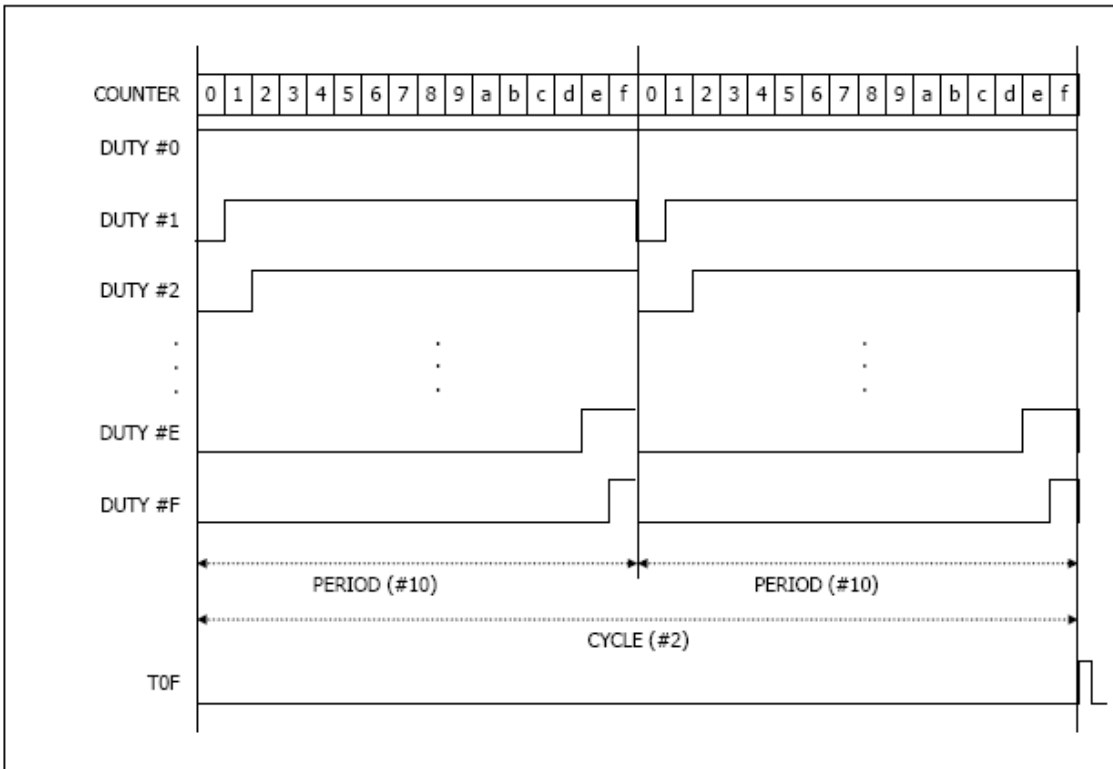 COUNTER 0 1 2 3 4 5 6 7 8 9 a b c d e f 0 1 2 3 4 5 6 7 8 9 a b c d e f
DUTY #0
DUTY #1
DUTY #2
DUTY #E
DUTY #F
PERIOD (#10) PERIOD (#10)
CYCLE (#2)
T0F